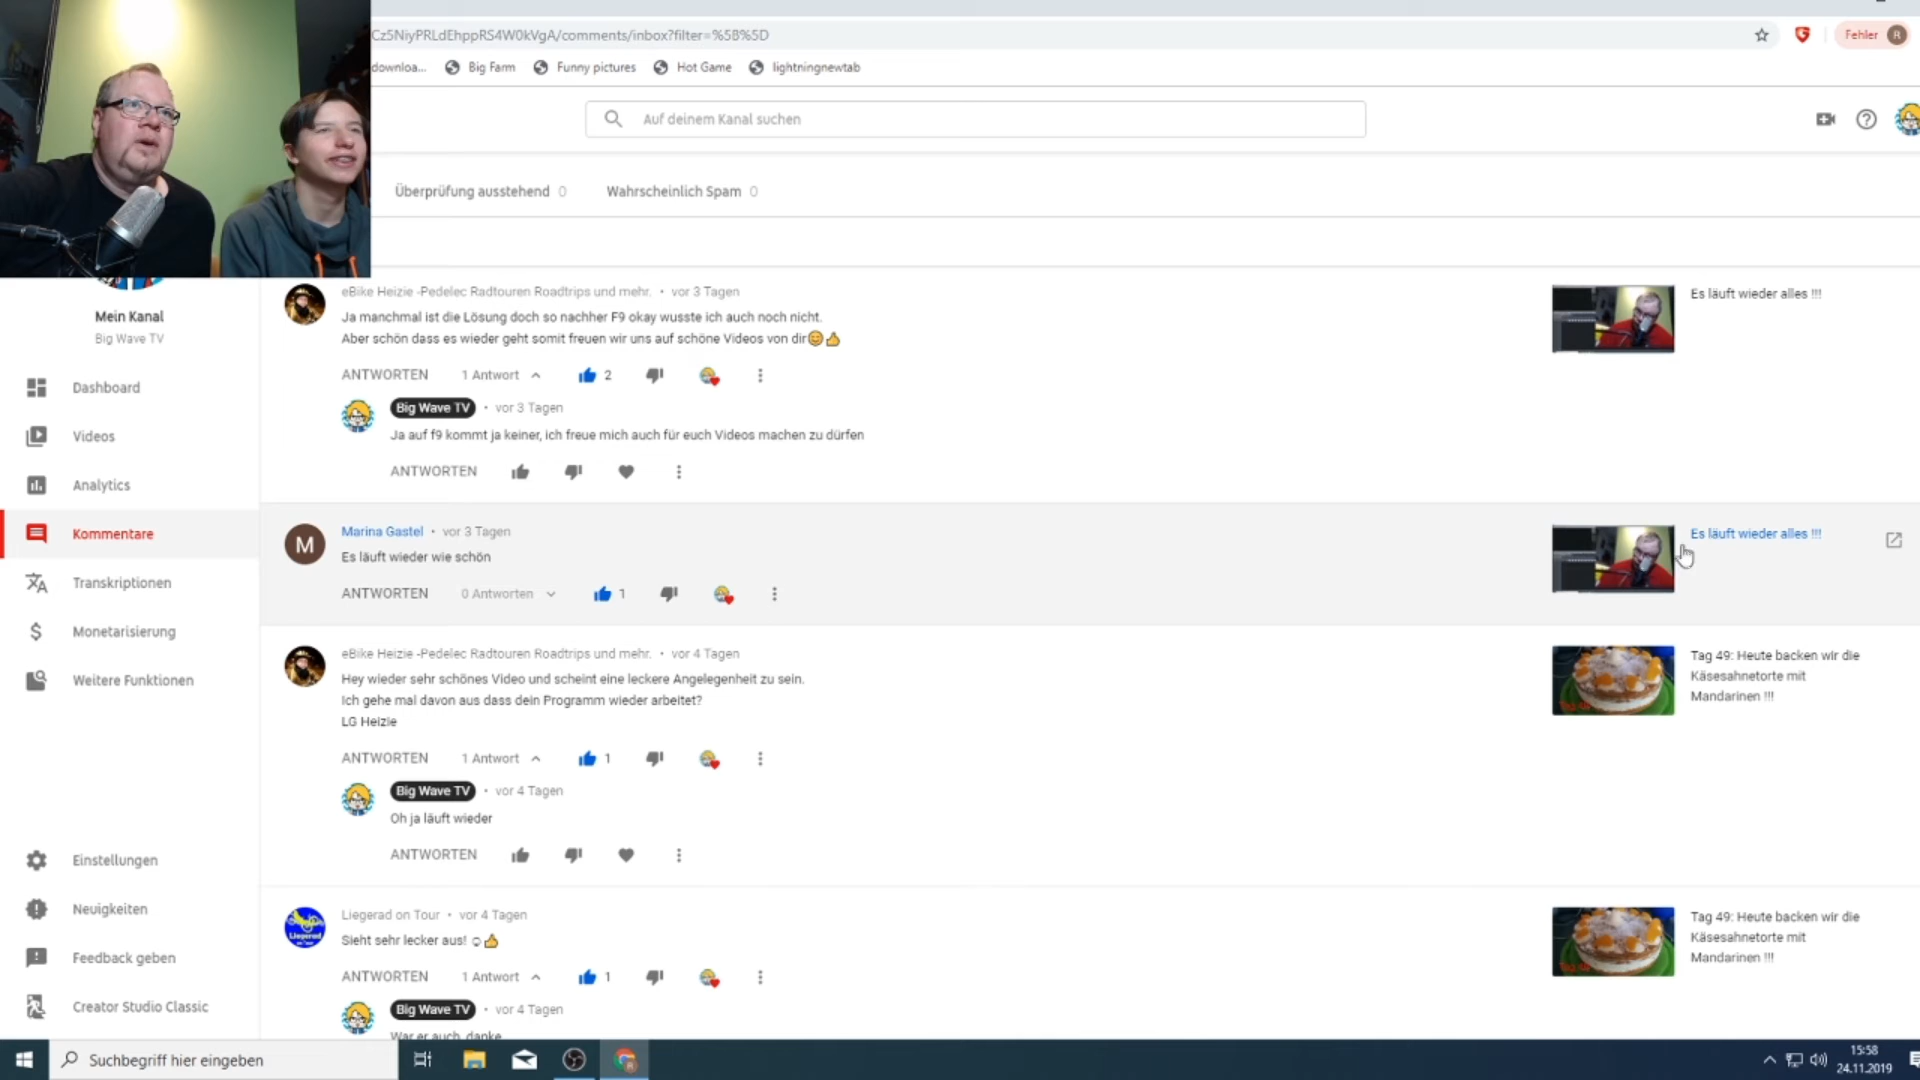 Cz5NiyPRLdEhppRS4W0kVgA/comments/inbox?filter=%5B%5D
Fehler R
downloa... Big Farm Funny pictures Hot Game lightningnewtab
Auf deinem Kanal suchen
Überprüfung ausstehend 0 Wahrscheinlich Spam 0
Mein Kanal
Big Wave TV
Dashboard
Videos
Analytics
Kommentare
Transkriptionen
Monetarisierung
Weitere Funktionen
Einstellungen
Neuigkeiten
Feedback geben
Creator Studio Classic
eBike Heizie -Pedelec Radtouren Roadtrips und mehr. • vor 3 Tagen
Ja manchmal ist die Lösung doch so nachher F9 okay wusste ich auch noch nicht.
Aber schön dass es wieder geht somit freuen wir uns auf schöne Videos von dir😊👍
ANTWORTEN 1 Antwort 2
Big Wave TV • vor 3 Tagen
Ja auf f9 kommt ja keiner, ich freue mich auch für euch Videos machen zu dürfen
ANTWORTEN
Es läuft wieder alles !!!
M
Marina Gastel • vor 3 Tagen
Es läuft wieder wie schön
ANTWORTEN 0 Antworten 1
Es läuft wieder alles !!!
eBike Heizie -Pedelec Radtouren Roadtrips und mehr. • vor 4 Tagen
Hey wieder sehr schönes Video und scheint eine leckere Angelegenheit zu sein.
Ich gehe mal davon aus dass dein Programm wieder arbeitet?
LG Heizie
ANTWORTEN 1 Antwort 1
Big Wave TV • vor 4 Tagen
Oh ja läuft wieder
ANTWORTEN
Tag 49: Heute backen wir die
Käsesahnetorte mit
Mandarinen !!!
Liegerad
Liegerad on Tour • vor 4 Tagen
Sieht sehr lecker aus! ☺👍
ANTWORTEN 1 Antwort 1
Big Wave TV • vor 4 Tagen
War er auch, danke
Tag 49: Heute backen wir die
Käsesahnetorte mit
Mandarinen !!!
Suchbegriff hier eingeben
15:58
24.11.2019